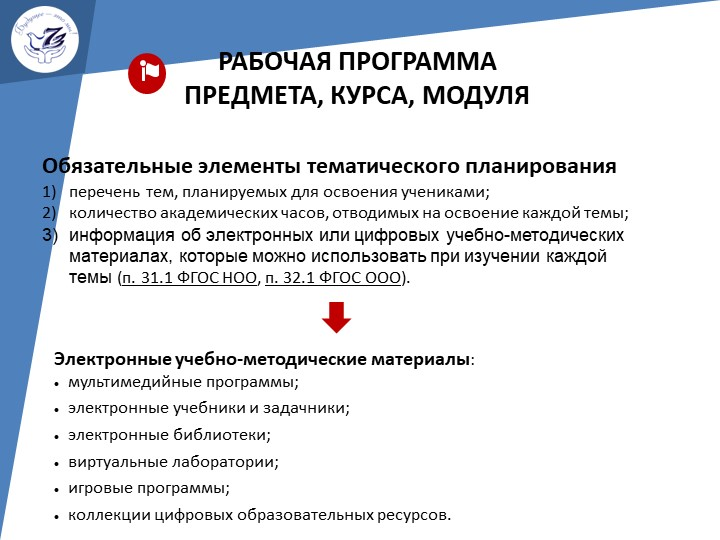 РАБОЧАЯ ПРОГРАММА
ПРЕДМЕТА, КУРСА, МОДУЛЯ
Обязательные элементы тематического планирования
1) перечень тем, планируемых для освоения учениками;
2) количество академических часов, отводимых на освоение каждой темы;
3) информация об электронных или цифровых учебно-методических
материалах, которые можно использовать при изучении каждой
темы (п. 31.1 ФГОС НОО, п. 32.1 ФГОС ООО).
Электронные учебно-методические материалы:
• мультимедийные программы;
• электронные учебники и задачники;
• электронные библиотеки;
• виртуальные лаборатории;
• игровые программы;
• коллекции цифровых образовательных ресурсов.